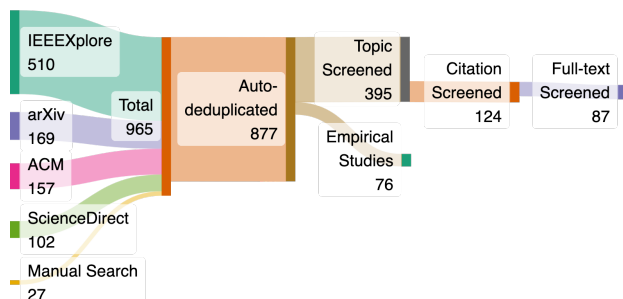 IEEEXplore
510
arXiv
169
ACM
157
ScienceDirect
102
Manual Search
27
Total
965
Auto-
deduplicated
877
Topic
Screened
395
Empirical
Studies
76
Citation
Screened
124
Full-text
Screened
87